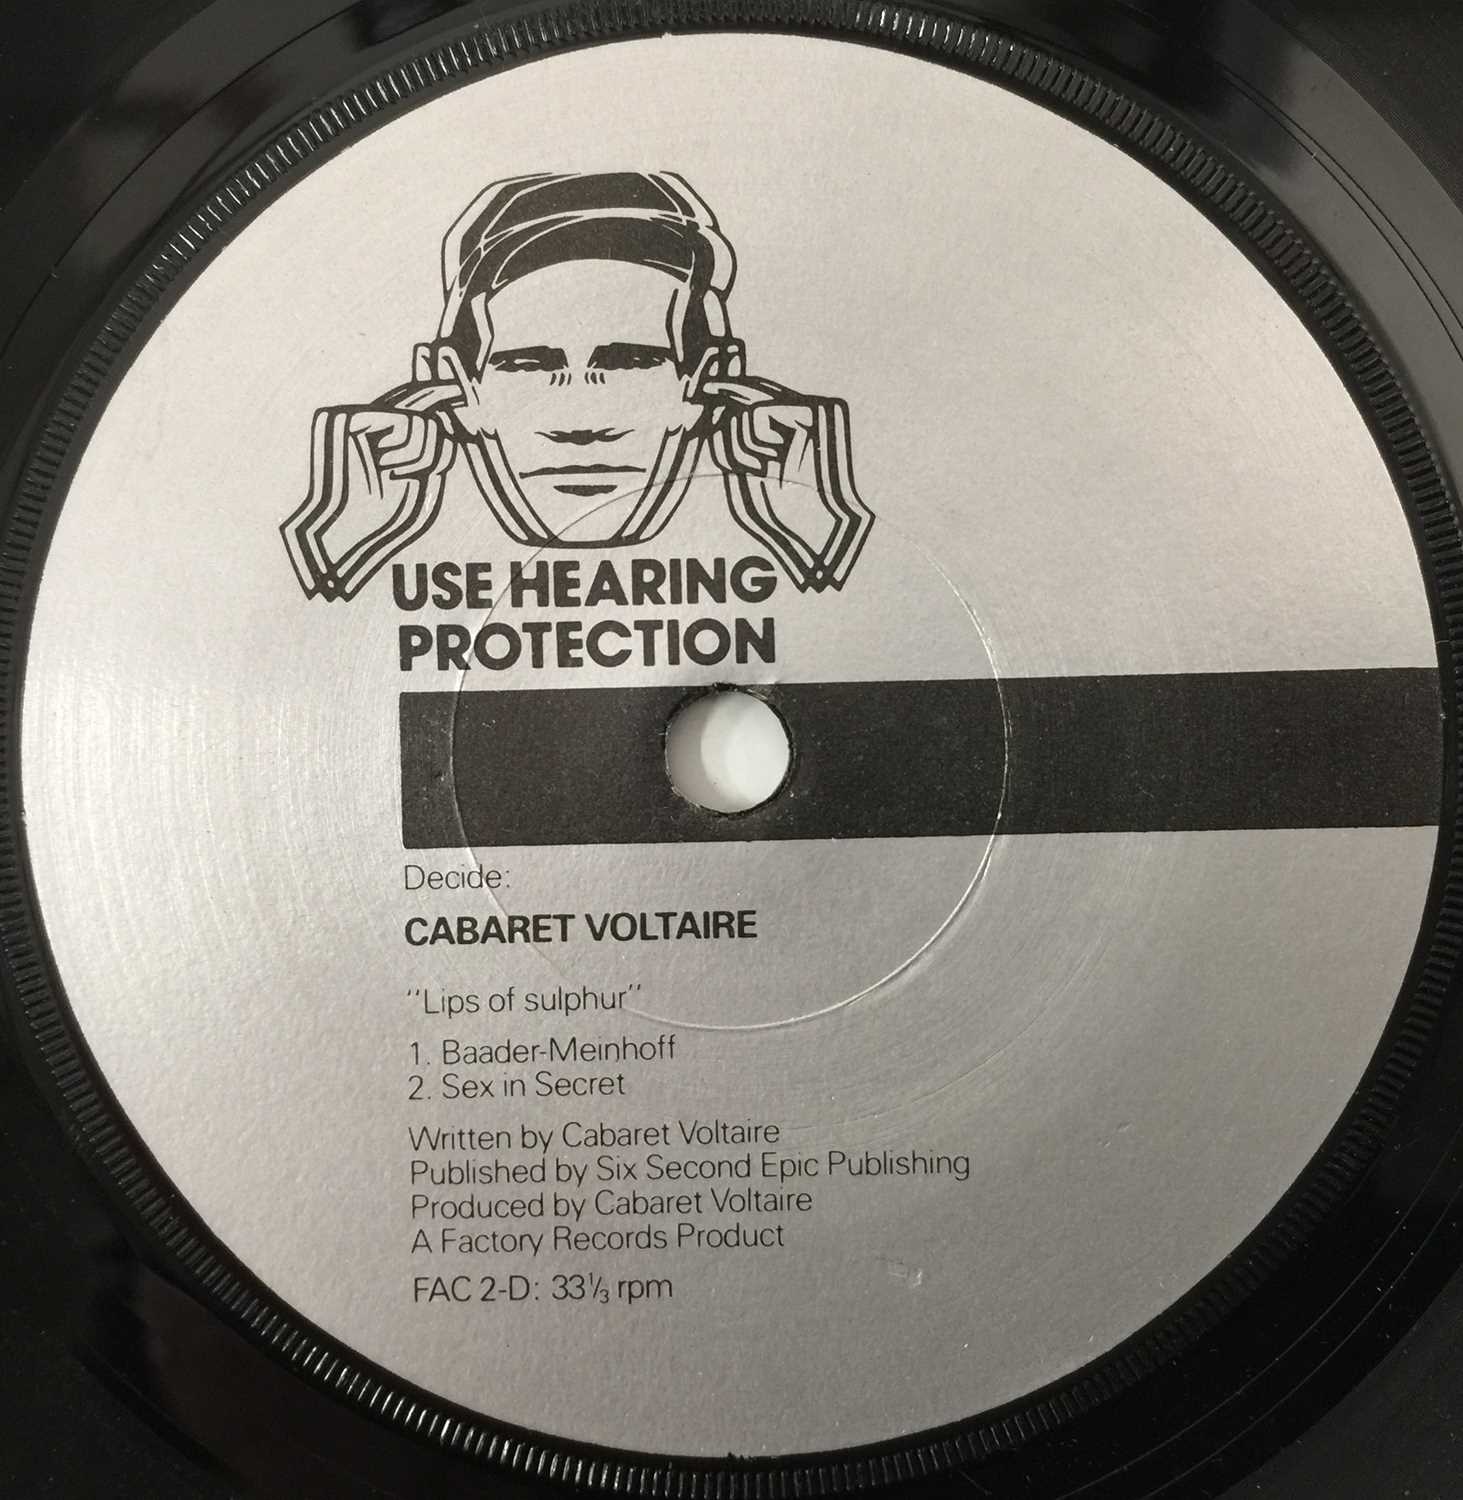 USE HEARING
PROTECTION
Decide:
CABARET VOLTAIRE
"Lips of sulphur"
1. Baader-Meinhoff
2. Sex in Secret
Written by Cabaret Voltaire
Published by Six Second Epic Publishing
Produced by Cabaret Voltaire
A Factory Records Product
FAC 2-D: 33⅓ rpm